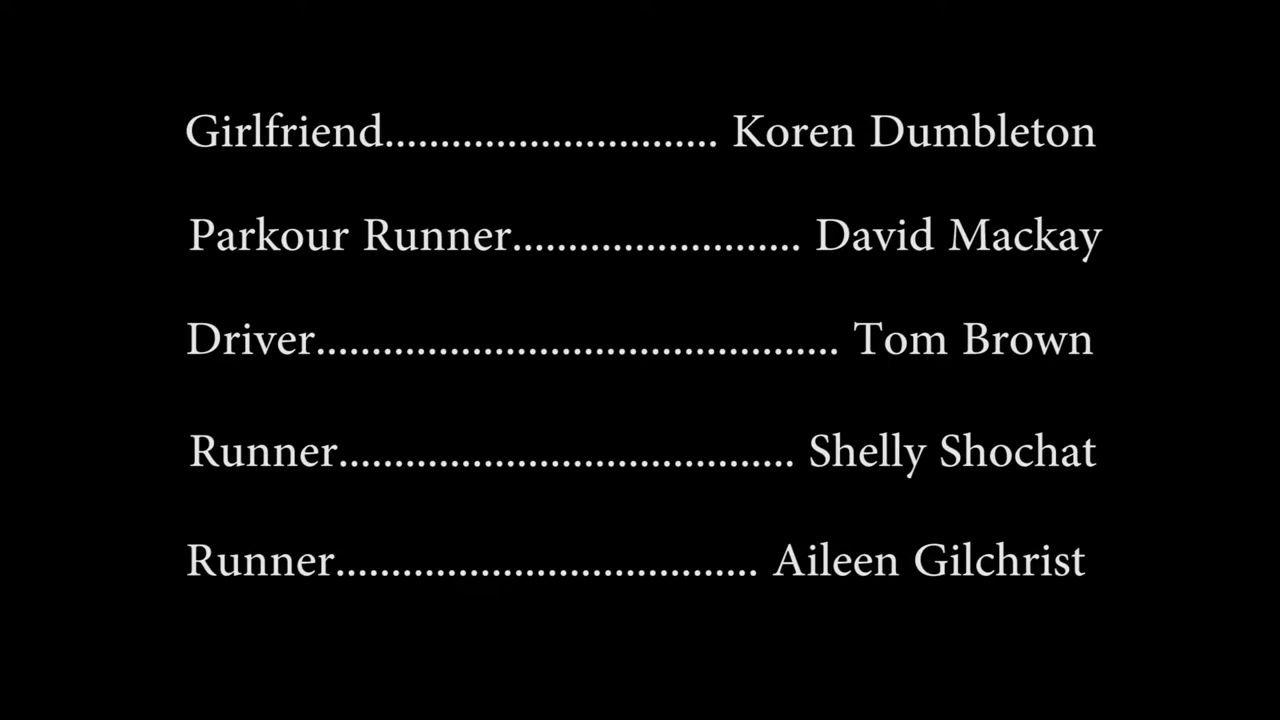 Girlfriend.............................. Koren Dumbleton
Parkour Runner.......................... David Mackay
Driver............................................... Tom Brown
Runner......................................... Shelly Shochat
Runner...................................... Aileen Gilchrist